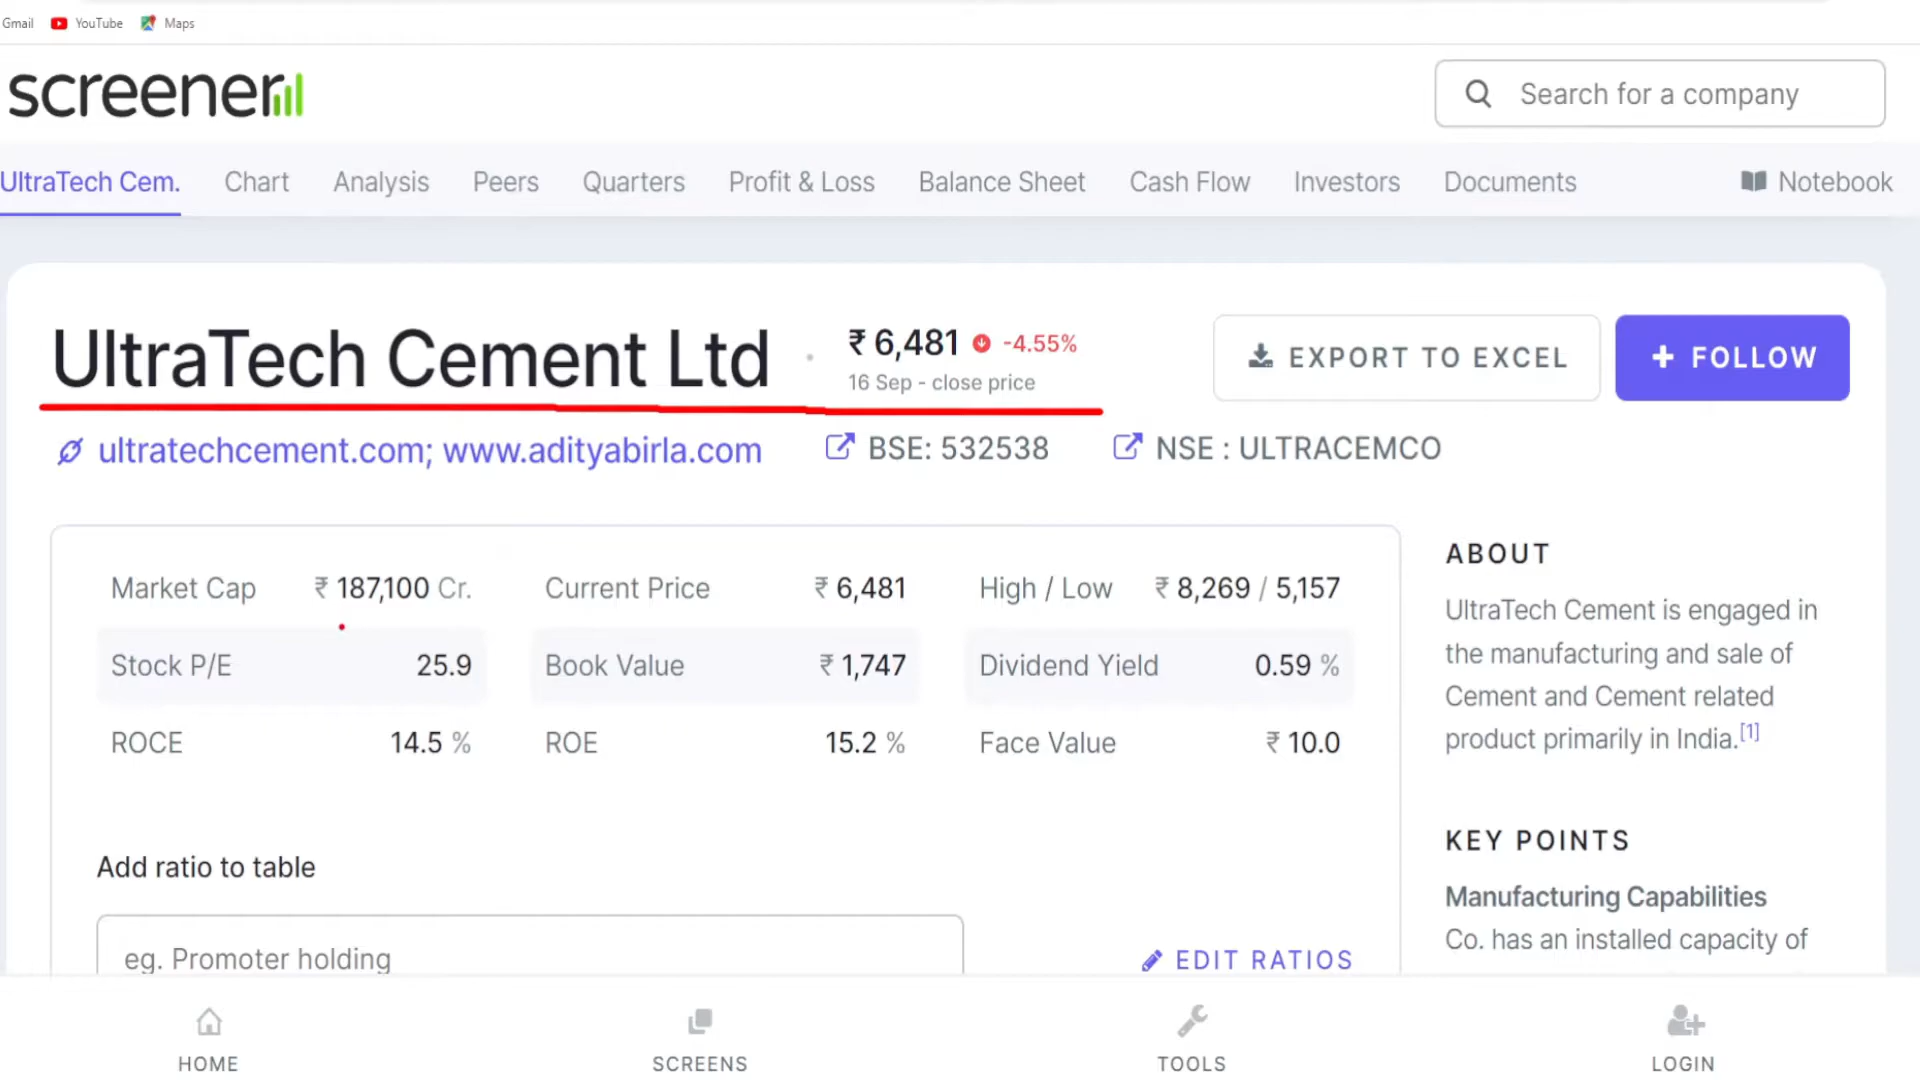 Gmail YouTube Maps
screener
Search for a company
UltraTech Cem. Chart Analysis Peers Quarters Profit & Loss Balance Sheet Cash Flow Investors Documents Notebook
UltraTech Cement Ltd
₹ 6,481 -4.55%
16 Sep - close price
EXPORT TO EXCEL
+ FOLLOW
ultratechcement.com; www.adityabirla.com BSE: 532538 NSE : ULTRACEMCO
Market Cap ₹ 187,100 Cr. Current Price ₹ 6,481 High / Low ₹ 8,269 / 5,157
Stock P/E 25.9 Book Value ₹ 1,747 Dividend Yield 0.59 %
ROCE 14.5 % ROE 15.2 % Face Value ₹ 10.0
Add ratio to table
eg. Promoter holding
EDIT RATIOS
ABOUT
UltraTech Cement is engaged in
the manufacturing and sale of
Cement and Cement related
product primarily in India.[1]
KEY POINTS
Manufacturing Capabilities
Co. has an installed capacity of
HOME SCREENS TOOLS LOGIN